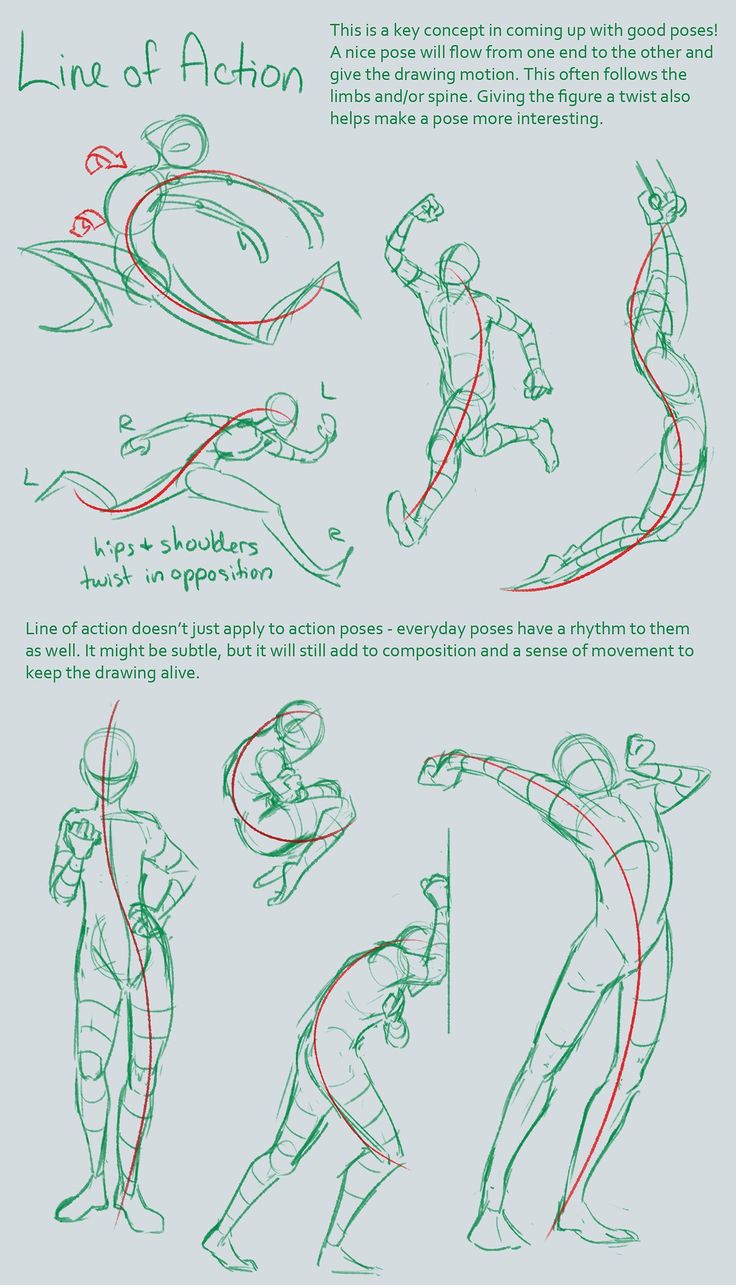 Line of Action
This is a key concept in coming up with good poses!
A nice pose will flow from one end to the other and
give the drawing motion. This often follows the
limbs and/or spine. Giving the figure a twist also
helps make a pose more interesting.
L
R
L
R
hips + shoulders
twist in opposition
Line of action doesn't just apply to action poses - everyday poses have a rhythm to them
as well. It might be subtle, but it will still add to composition and a sense of movement to
keep the drawing alive.